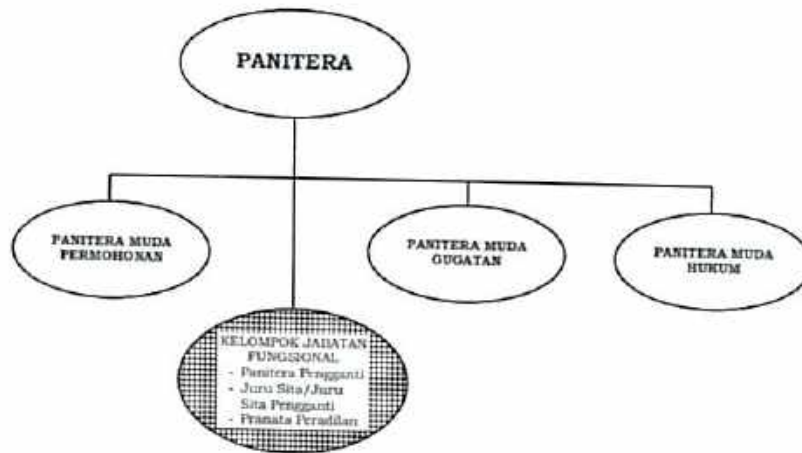 PANITERA
PANITERA MUDA
PERMOHONAN
PANITERA MUDA
GUGATAN
PANITERA MUDA
HUKUM
KELOMPOK JABATAN
FUNGSIONAL
- Panitera Pengganti
- Juru Sita/Juru
Sita Pengganti
- Pranata Peradilan